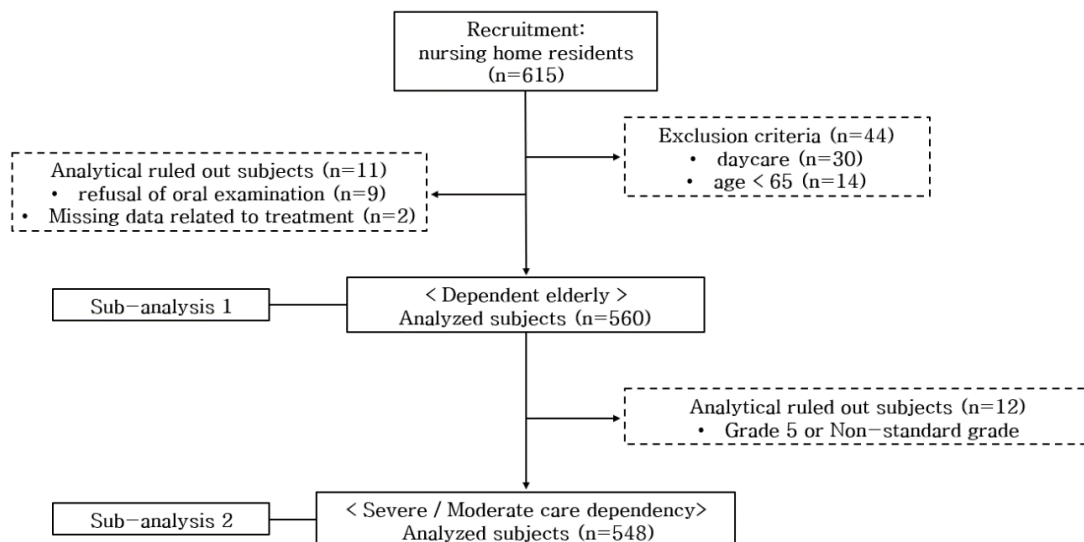 Recruitment:
nursing home residents
(n=615)
Exclusion criteria (n=44)
• daycare (n=30)
• age < 65 (n=14)
Analytical ruled out subjects (n=11)
• refusal of oral examination (n=9)
• Missing data related to treatment (n=2)
Sub-analysis 1
< Dependent elderly >
Analyzed subjects (n=560)
Analytical ruled out subjects (n=12)
• Grade 5 or Non-standard grade
Sub-analysis 2
< Severe / Moderate care dependency>
Analyzed subjects (n=548)